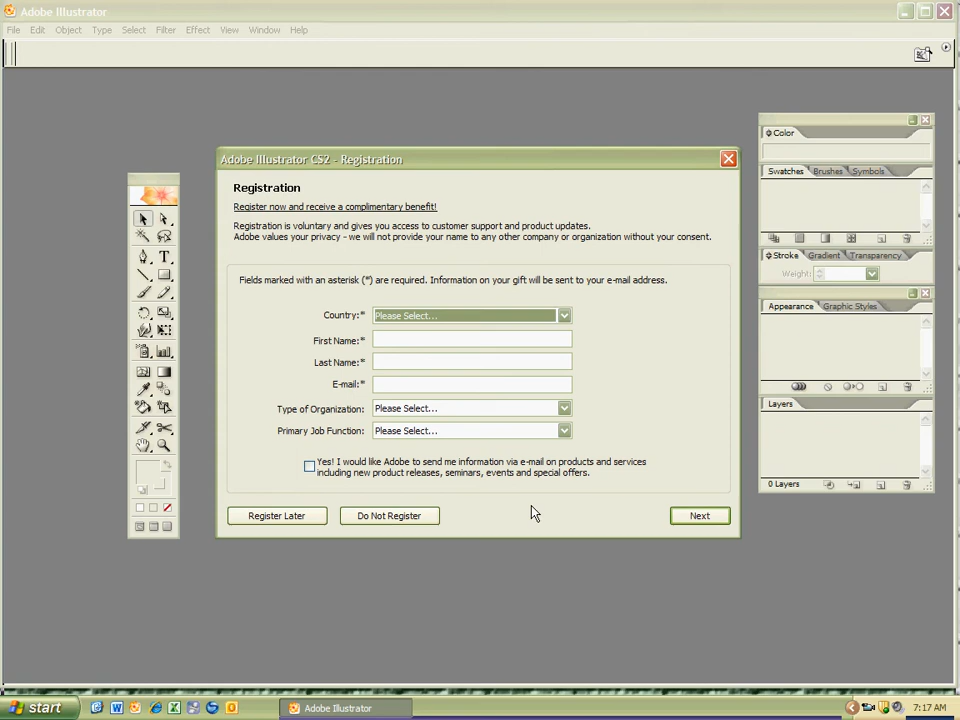 Adobe Illustrator
File Edit Object Type Select Filter Effect View Window Help
Color
Adobe Illustrator CS2 - Registration
Registration
Swatches Brushes Symbols
Register now and receive a complimentary benefit!
Registration is voluntary and gives you access to customer support and product updates.
Adobe values your privacy - we will not provide your name to any other company or organization without your consent.
Stroke Gradient Transparency
Weight:
Fields marked with an asterisk (*) are required. Information on your gift will be sent to your e-mail address.
Appearance Graphic Styles
Country:* Please Select...
First Name:*
Last Name:*
E-mail:*
Layers
Type of Organization: Please Select...
Primary Job Function: Please Select...
Yes! I would like Adobe to send me information via e-mail on products and services
including new product releases, seminars, events and special offers.
0 Layers
Register Later Do Not Register Next
start Adobe Illustrator 7:17 AM